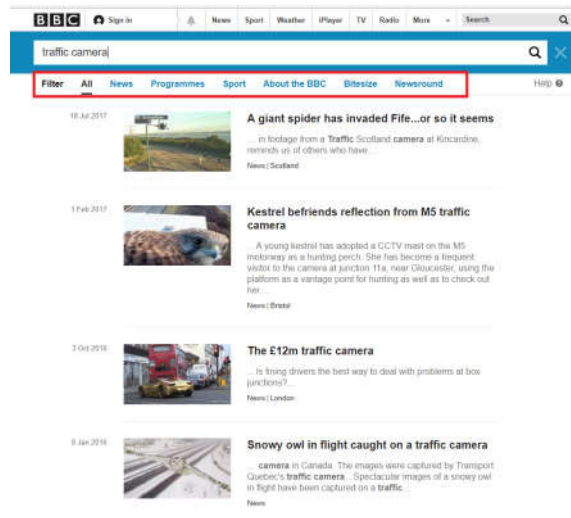 BBC Sign in News Sport Weather iPlayer TV Radio More Search
traffic camera
Filter All News Programmes Sport About the BBC Bitesize Newsround Help
18 Jul 2017
A giant spider has invaded Fife...or so it seems
... in footage from a Traffic Scotland camera at Kincardine,
reminds us of others who have ...
News | Scotland
1 Feb 2017
Kestrel befriends reflection from M5 traffic
camera
... A young kestrel has adopted a CCTV mast on the M5
motorway as a hunting perch. She has become a frequent
visitor to the camera at junction 11a, near Gloucester, using the
platform as a vantage point for hunting as well as to check out
her ...
News | Bristol
3 Oct 2016
The £12m traffic camera
... Is fining drivers the best way to deal with problems at box
junctions?...
News | London
8 Jan 2016
Snowy owl in flight caught on a traffic camera
... camera in Canada. The images were captured by Transport
Quebec's traffic camera... Spectacular images of a snowy owl
in flight have been captured on a traffic ...
News